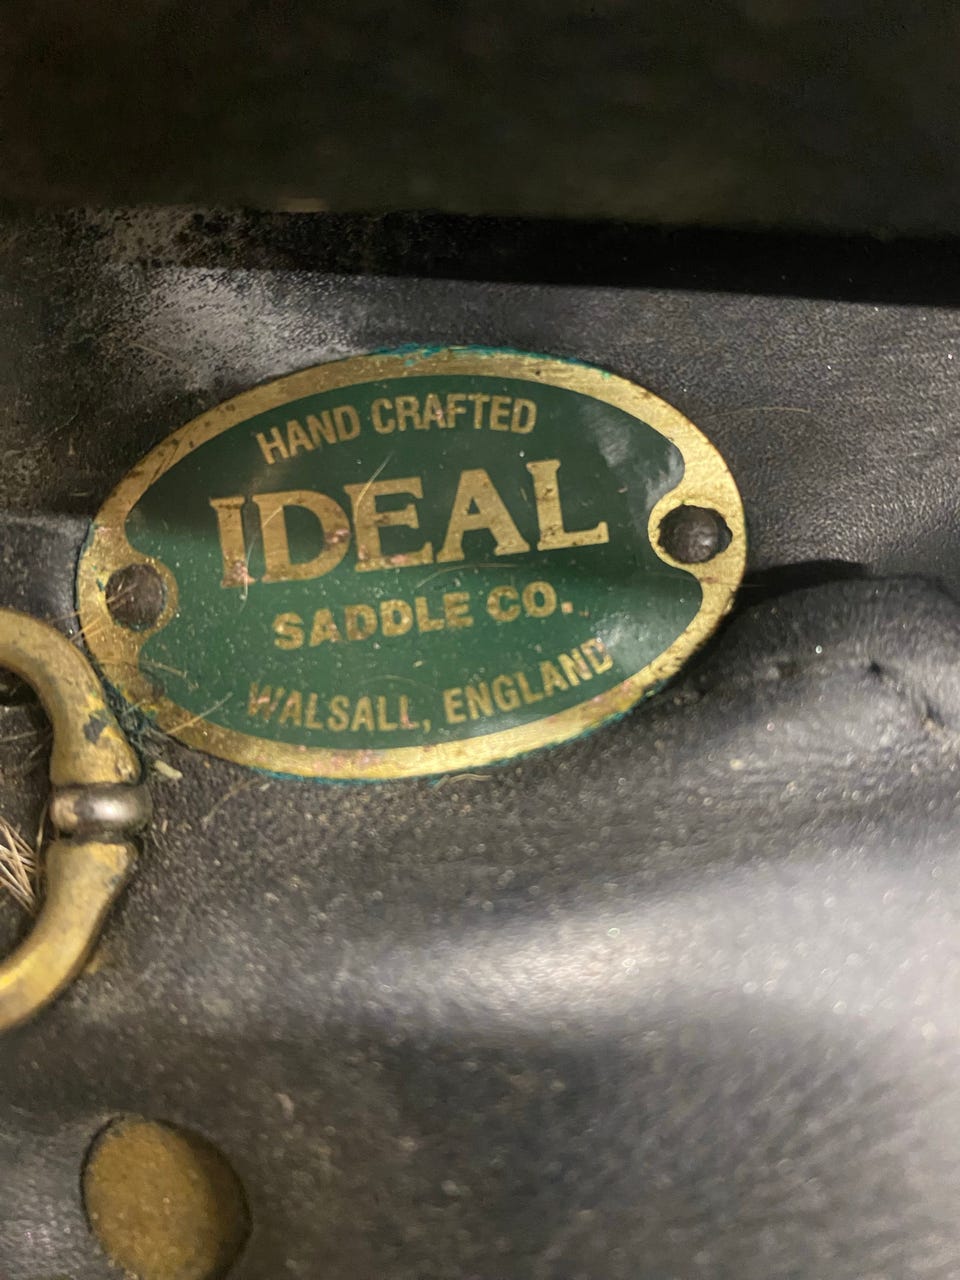 HAND CRAFTED
IDEAL
SADDLE CO.
WALSALL, ENGLAND